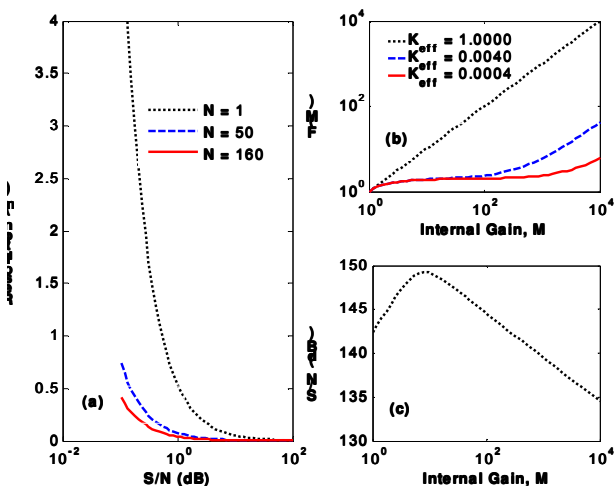 4
3.5
3
2.5
2
1.5
1
0.5
0
N = 1
N = 50
N = 160
(a)
10^-2
10^0
10^2
S/N (dB)
10^4
10^2
10^0
F(M)
K_eff = 1.0000
K_eff = 0.0040
K_eff = 0.0004
(b)
10^0
10^2
10^4
Internal Gain, M
150
145
140
135
130
S/N (dB)
(c)
10^0
10^2
10^4
Internal Gain, M